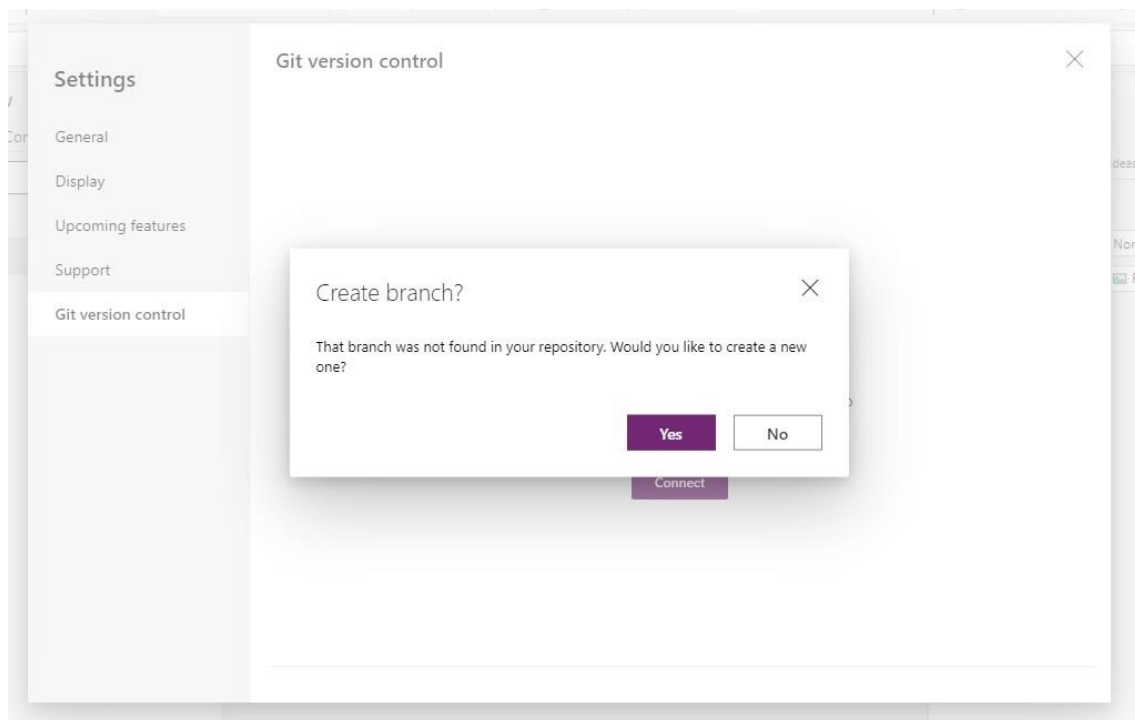 Settings
General
Display
Upcoming features
Support
Git version control
Git version control
Create branch?
That branch was not found in your repository. Would you like to create a new
one?
Yes
No
Connect